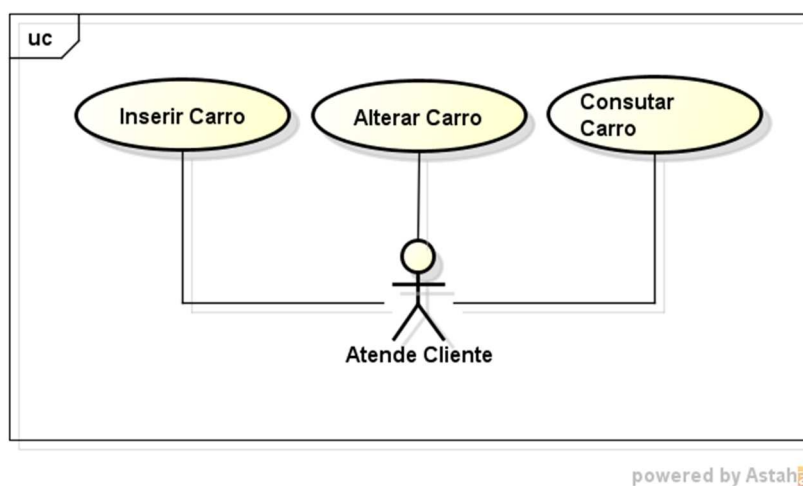 uc
Inserir Carro
Alterar Carro
Consutar
Carro
Atende Cliente
powered by Astah